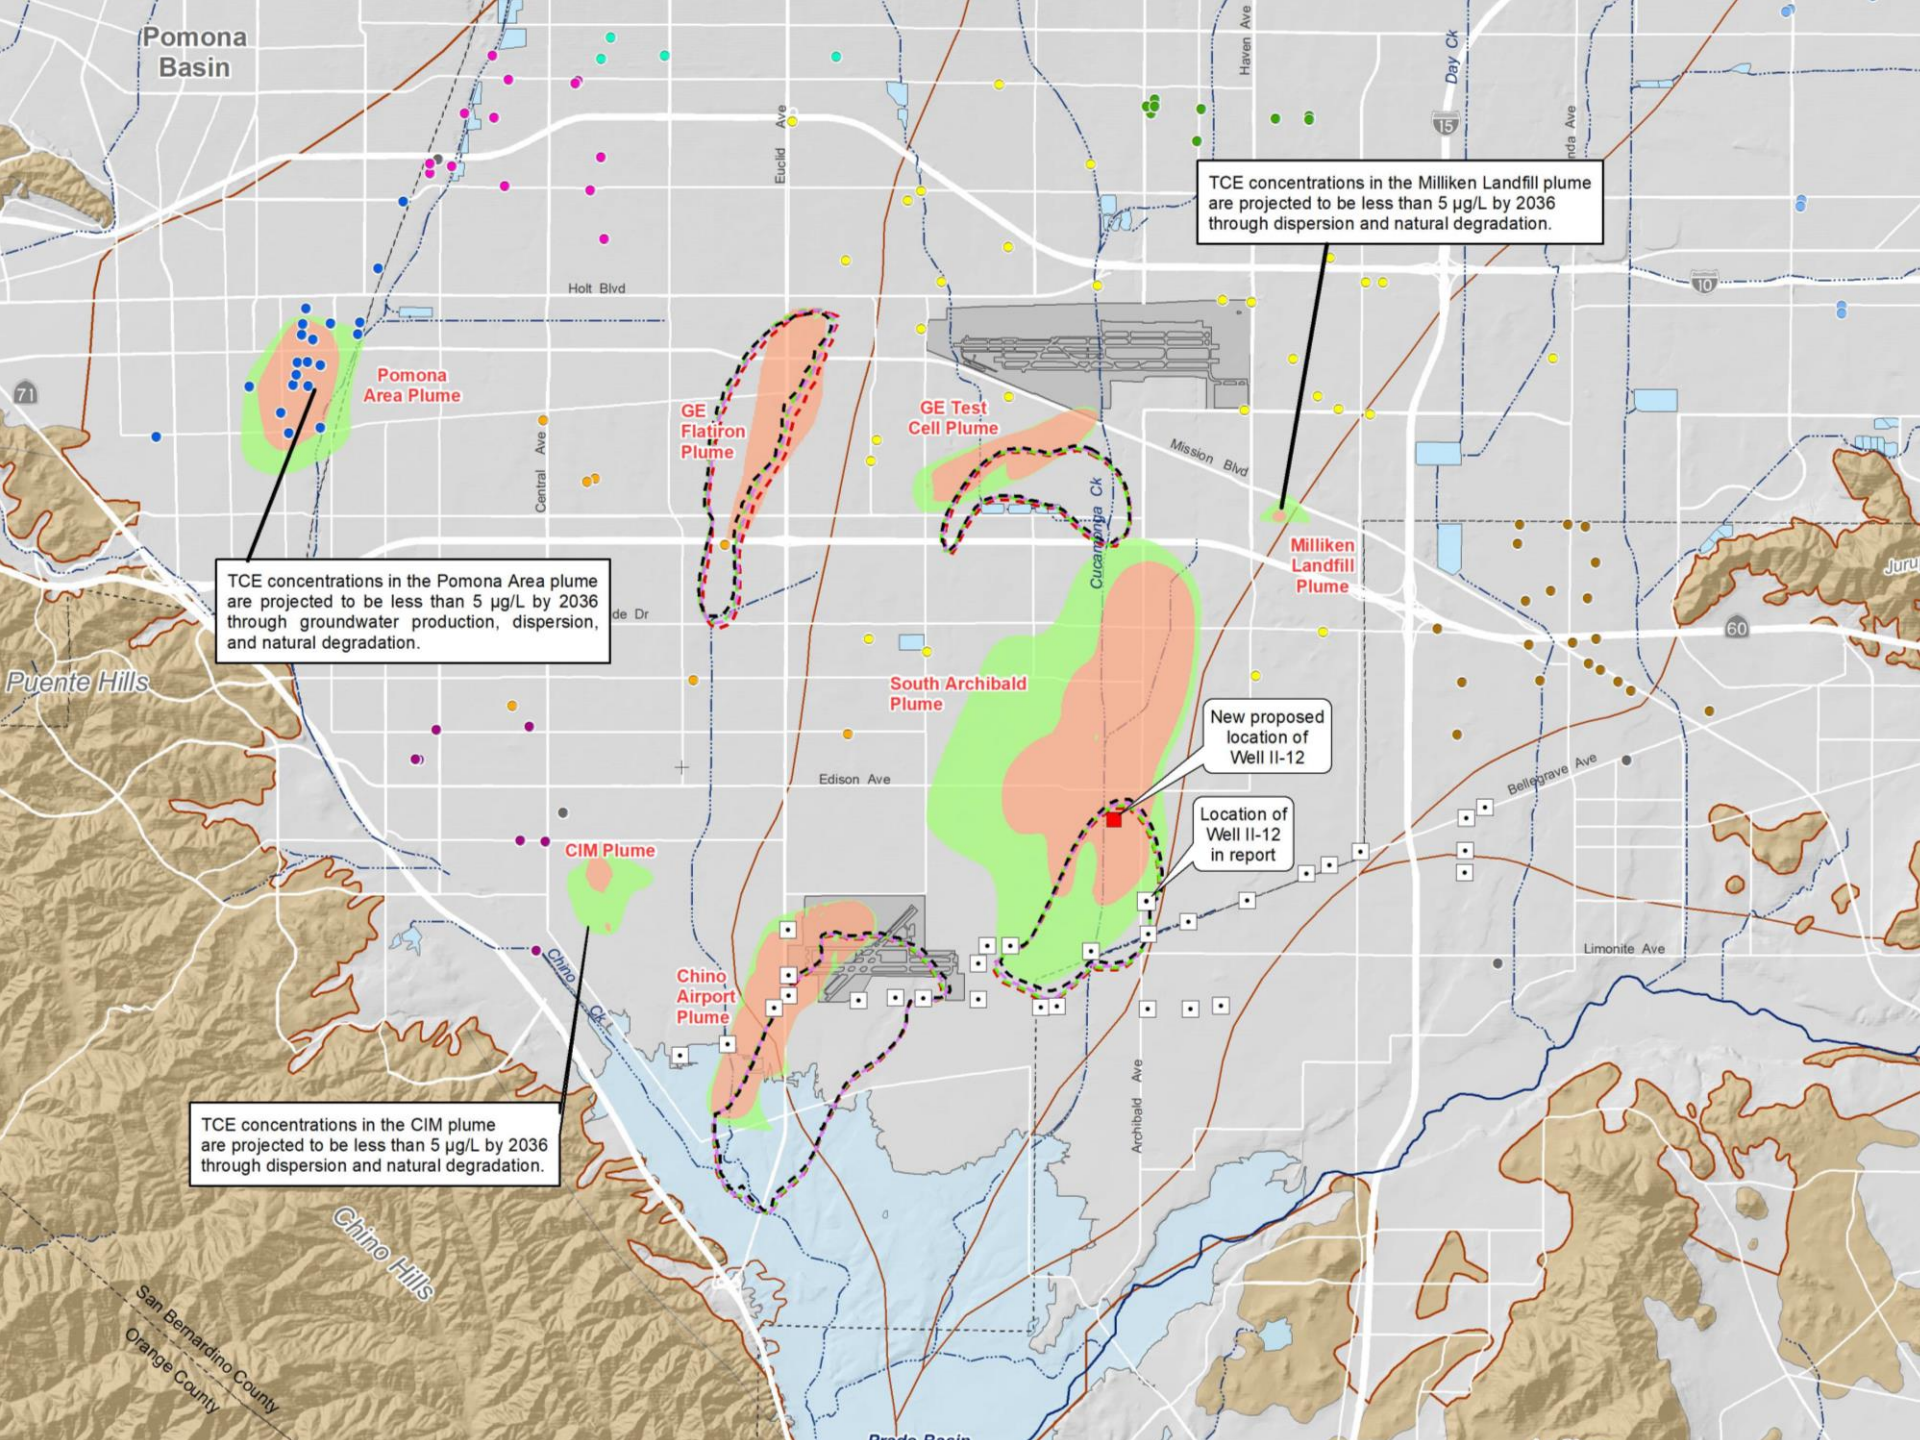 Pomona
Basin
Euclid Ave
Haven Ave
Day Ck
15
nda Ave
TCE concentrations in the Milliken Landfill plume
are projected to be less than 5 µg/L by 2036
through dispersion and natural degradation.
10
Holt Blvd
71
Pomona
Area Plume
GE
Flatiron
Plume
GE Test
Cell Plume
Central Ave
Mission Blvd
Cucamonga Ck
Milliken
Landfill
Plume
Juru
60
TCE concentrations in the Pomona Area plume
are projected to be less than 5 µg/L by 2036
through groundwater production, dispersion,
and natural degradation.
de Dr
Puente Hills
South Archibald
Plume
New proposed
location of
Well II-12
Edison Ave
Bellegrave Ave
Location of
Well II-12
in report
CIM Plume
Limonite Ave
Chino Ck
Chino
Airport
Plume
Archibald Ave
TCE concentrations in the CIM plume
are projected to be less than 5 µg/L by 2036
through dispersion and natural degradation.
Chino Hills
San Bernardino County
Orange County
Prado Basin